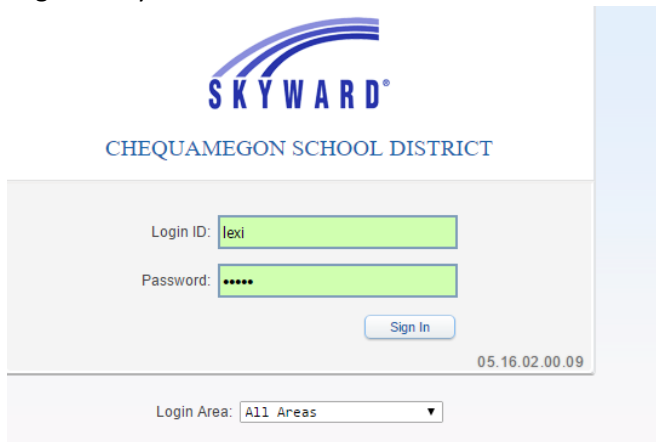 SKYWARD®
CHEQUAMEGON SCHOOL DISTRICT
Login ID: lexi
Password: •••••
Sign In
05.16.02.00.09
Login Area: All Areas